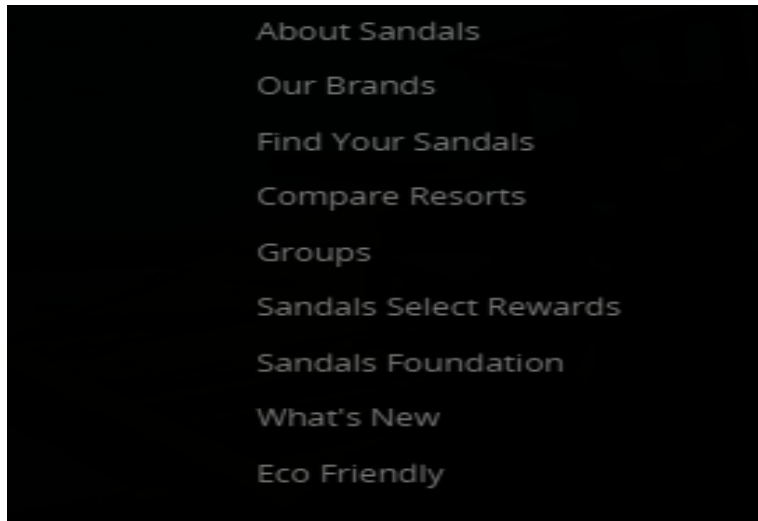 About Sandals
Our Brands
Find Your Sandals
Compare Resorts
Groups
Sandals Select Rewards
Sandals Foundation
What's New
Eco Friendly